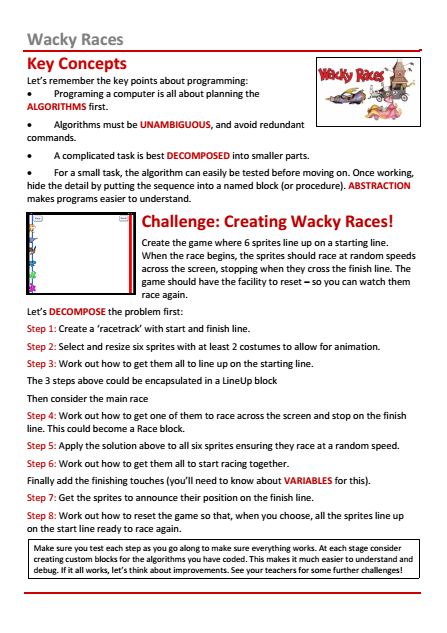 Wacky Races
Key Concepts
Let's remember the key points about programming:
• Programing a computer is all about planning the
ALGORITHMS first.
• Algorithms must be UNAMBIGUOUS, and avoid redundant
commands.
• A complicated task is best DECOMPOSED into smaller parts.
• For a small task, the algorithm can easily be tested before moving on. Once working,
hide the detail by putting the sequence into a named block (or procedure). ABSTRACTION
makes programs easier to understand.
Wacky Races
Challenge: Creating Wacky Races!
Create the game where 6 sprites line up on a starting line.
When the race begins, the sprites should race at random speeds
across the screen, stopping when they cross the finish line. The
game should have the facility to reset – so you can watch them
race again.
Let's DECOMPOSE the problem first:
Step 1: Create a 'racetrack' with start and finish line.
Step 2: Select and resize six sprites with at least 2 costumes to allow for animation.
Step 3: Work out how to get them all to line up on the starting line.
The 3 steps above could be encapsulated in a LineUp block
Then consider the main race
Step 4: Work out how to get one of them to race across the screen and stop on the finish
line. This could become a Race block.
Step 5: Apply the solution above to all six sprites ensuring they race at a random speed.
Step 6: Work out how to get them all to start racing together.
Finally add the finishing touches (you'll need to know about VARIABLES for this).
Step 7: Get the sprites to announce their position on the finish line.
Step 8: Work out how to reset the game so that, when you choose, all the sprites line up
on the start line ready to race again.
Make sure you test each step as you go along to make sure everything works. At each stage consider
creating custom blocks for the algorithms you have coded. This makes it much easier to understand and
debug. If it all works, let's think about improvements. See your teachers for some further challenges!